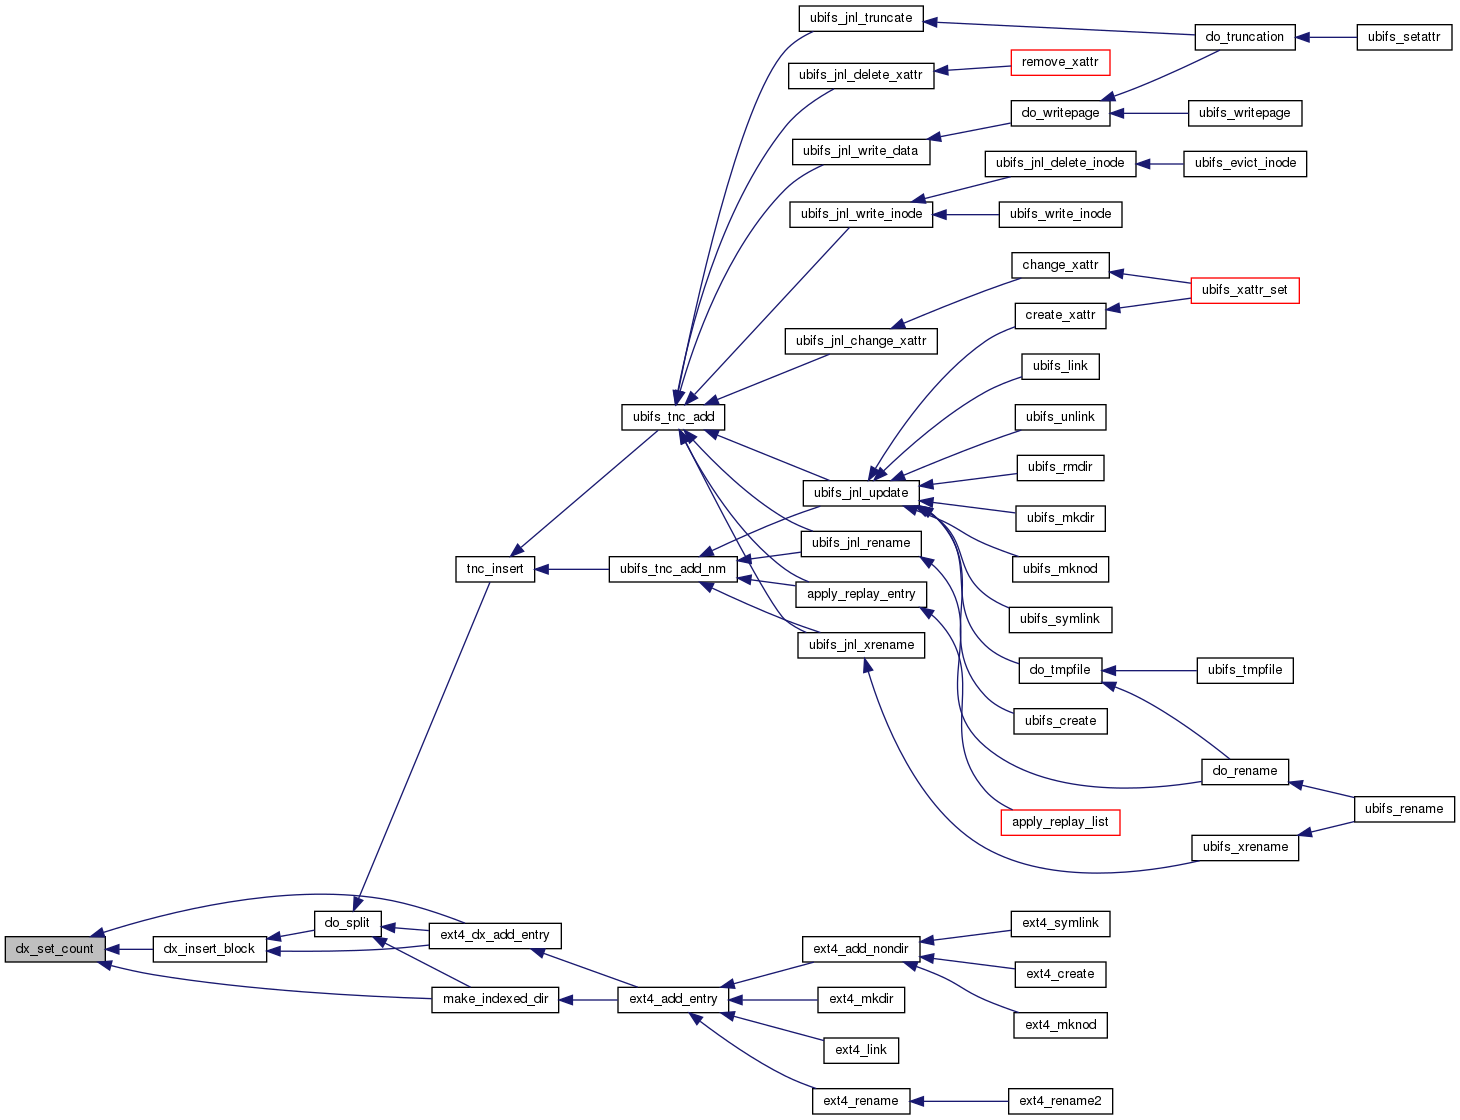 ubifs_jnl_truncate
do_truncation
ubifs_setattr
remove_xattr
ubifs_jnl_delete_xattr
do_writepage
ubifs_writepage
ubifs_jnl_write_data
ubifs_jnl_delete_inode
ubifs_evict_inode
ubifs_jnl_write_inode
ubifs_write_inode
change_xattr
ubifs_xattr_set
create_xattr
ubifs_jnl_change_xattr
ubifs_link
ubifs_tnc_add
ubifs_unlink
ubifs_rmdir
ubifs_jnl_update
ubifs_mkdir
ubifs_jnl_rename
tnc_insert
ubifs_tnc_add_nm
ubifs_mknod
apply_replay_entry
ubifs_symlink
ubifs_jnl_xrename
do_tmpfile
ubifs_tmpfile
ubifs_create
do_rename
ubifs_rename
apply_replay_list
ubifs_xrename
do_split
ext4_symlink
ext4_dx_add_entry
dx_set_count
dx_insert_block
ext4_add_nondir
ext4_create
make_indexed_dir
ext4_add_entry
ext4_mkdir
ext4_mknod
ext4_link
ext4_rename
ext4_rename2